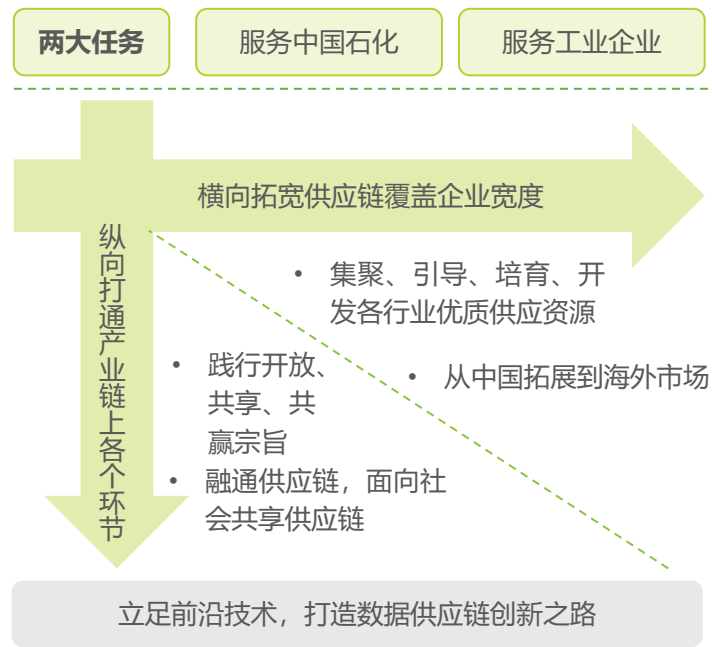 两大任务
服务中国石化
服务工业企业
横向拓宽供应链覆盖企业宽度
纵向打通产业链上各个环节
• 集聚、引导、培育、开
发各行业优质供应资源
• 从中国拓展到海外市场
• 践行开放、
共享、共
赢宗旨
• 融通供应链，面向社
会共享供应链
立足前沿技术，打造数据供应链创新之路